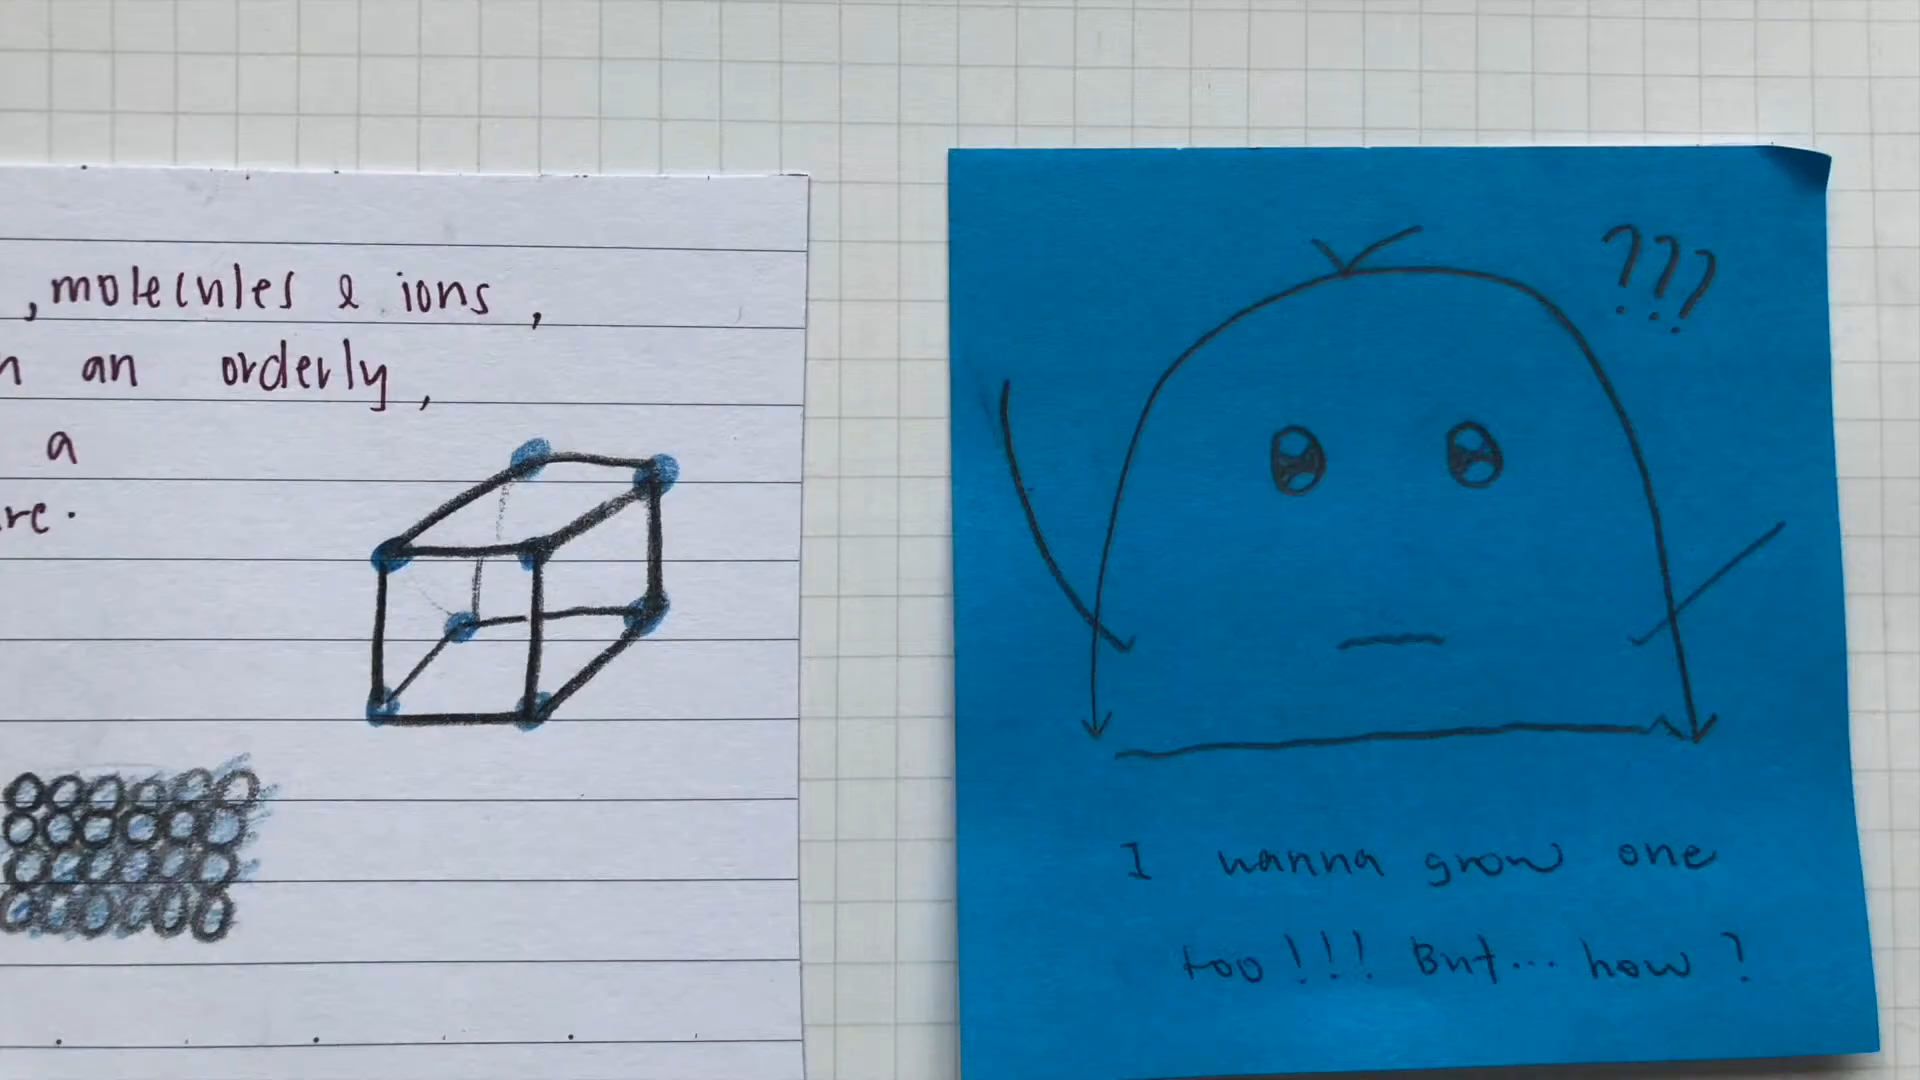 , molecules & ions,
n an orderly,
a
re.
???
I wanna grow one
too!!! But... how?